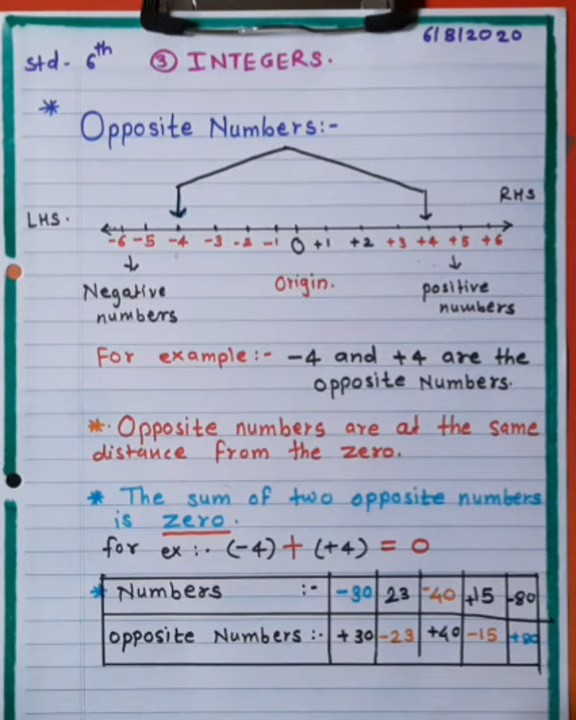 6/8/2020
Std- 6th ③ INTEGERS.
* Opposite Numbers:-
RHS
LHS.
-6 -5 -4 -3 -2 -1 0 +1 +2 +3 +4 +5 +6
Negative Origin. positive
numbers numbers
For example:- -4 and +4 are the
opposite Numbers.
*. Opposite numbers are at the same
distance from the zero.
* The sum of two opposite numbers
is zero.
for ex:. (-4) + (+4) = 0
* Numbers :- -30 23 -40 +15 -80
opposite Numbers:. +30 -23 +40 -15 +80